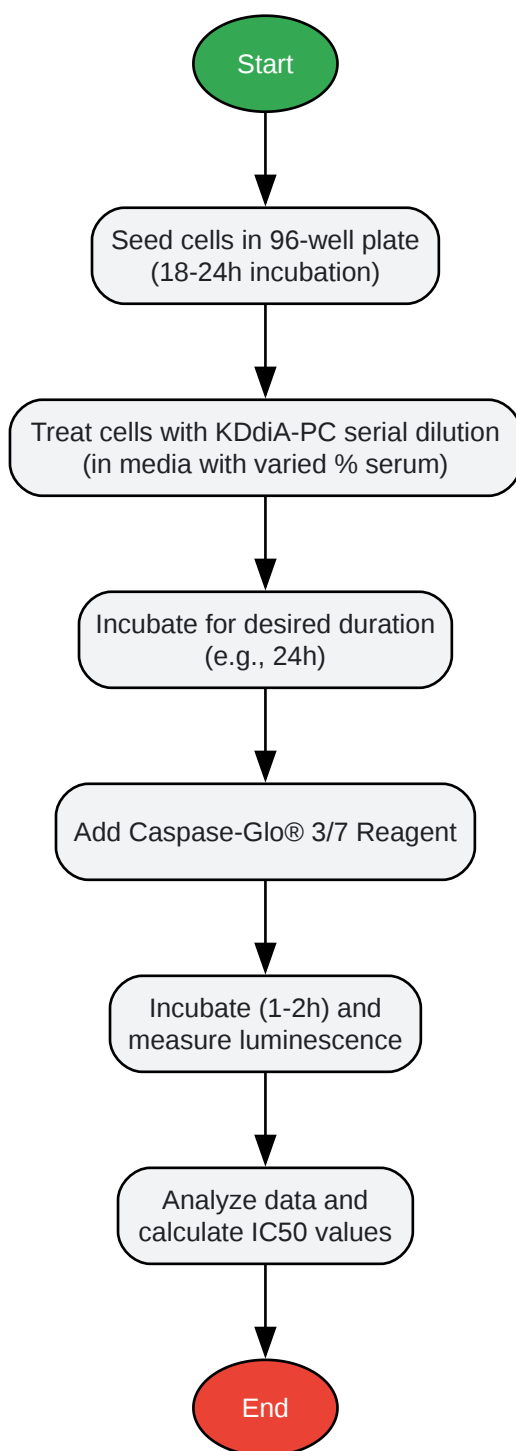 Start
Seed cells in 96-well plate
(18-24h incubation)
Treat cells with KDdiA-PC serial dilution
(in media with varied % serum)
Incubate for desired duration
(e.g., 24h)
Add Caspase-Glo® 3/7 Reagent
Incubate (1-2h) and
measure luminescence
Analyze data and
calculate IC50 values
End